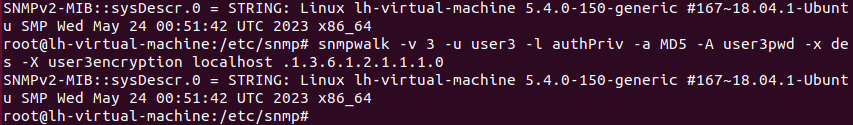 SNMPv2-MIB::sysDescr.0 = STRING: Linux lh-virtual-machine 5.4.0-150-generic #167~18.04.1-Ubunt
u SMP Wed May 24 00:51:42 UTC 2023 x86_64
root@lh-virtual-machine:/etc/snmp# snmpwalk -v 3 -u user3 -l authPriv -a MD5 -A user3pwd -x de
s -X user3encryption localhost .1.3.6.1.2.1.1.1.0
SNMPv2-MIB::sysDescr.0 = STRING: Linux lh-virtual-machine 5.4.0-150-generic #167~18.04.1-Ubunt
u SMP Wed May 24 00:51:42 UTC 2023 x86_64
root@lh-virtual-machine:/etc/snmp#